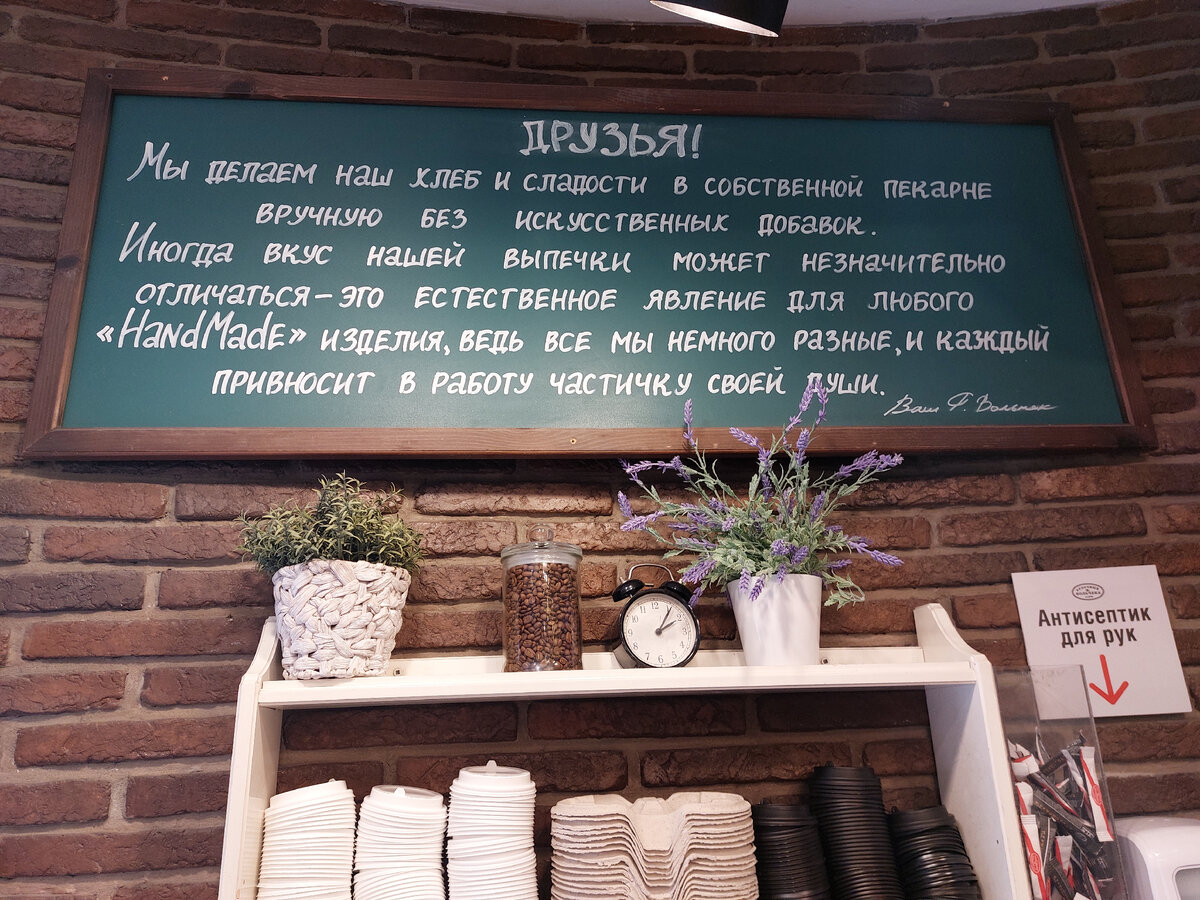 ДРУЗЬЯ!
Мы делаем наш хлеб и сладости в собственной пекарне
вручную без искусственных добавок.
Иногда вкус нашей выпечки может незначительно
отличаться - это естественное явление для любого
«HandMade» изделия, ведь все мы немного разные, и каждый
привносит в работу частичку своей души.
Ваш Ф.
Антисептик
для рук
12